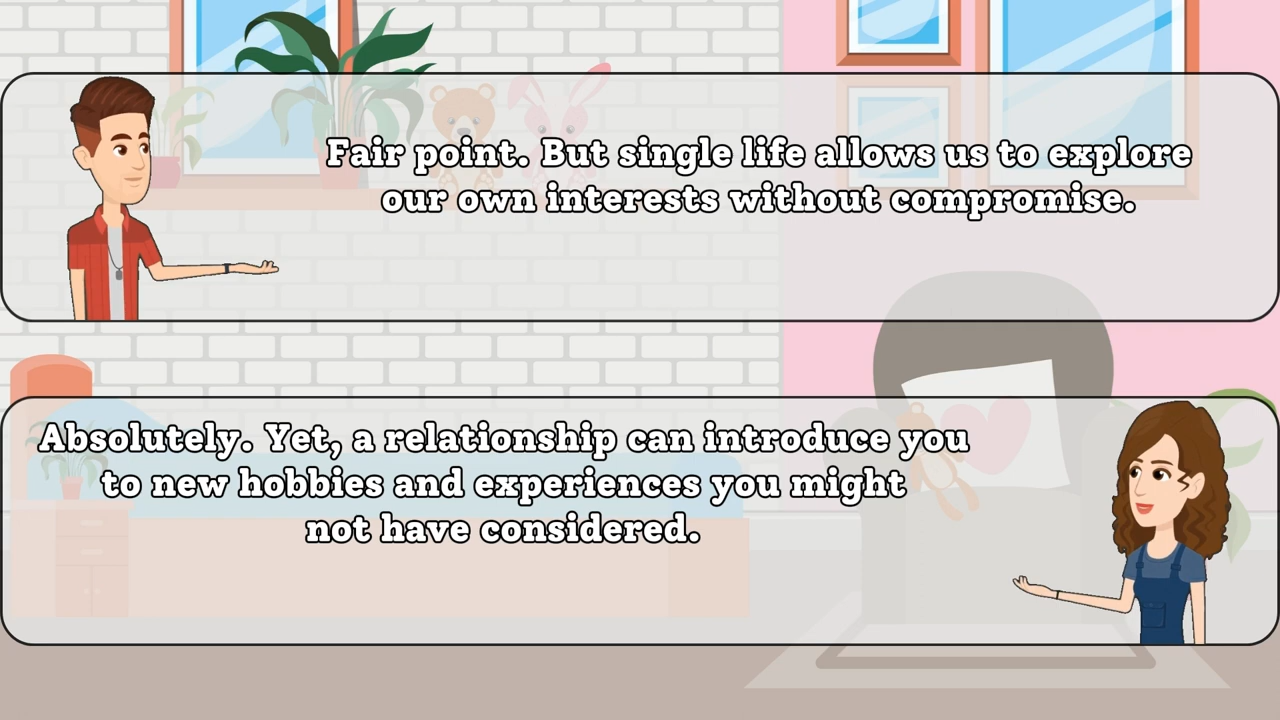 Fair point. But single life allows us to explore
our own interests without compromise.
Absolutely. Yet, a relationship can introduce you
to new hobbies and experiences you might
not have considered.